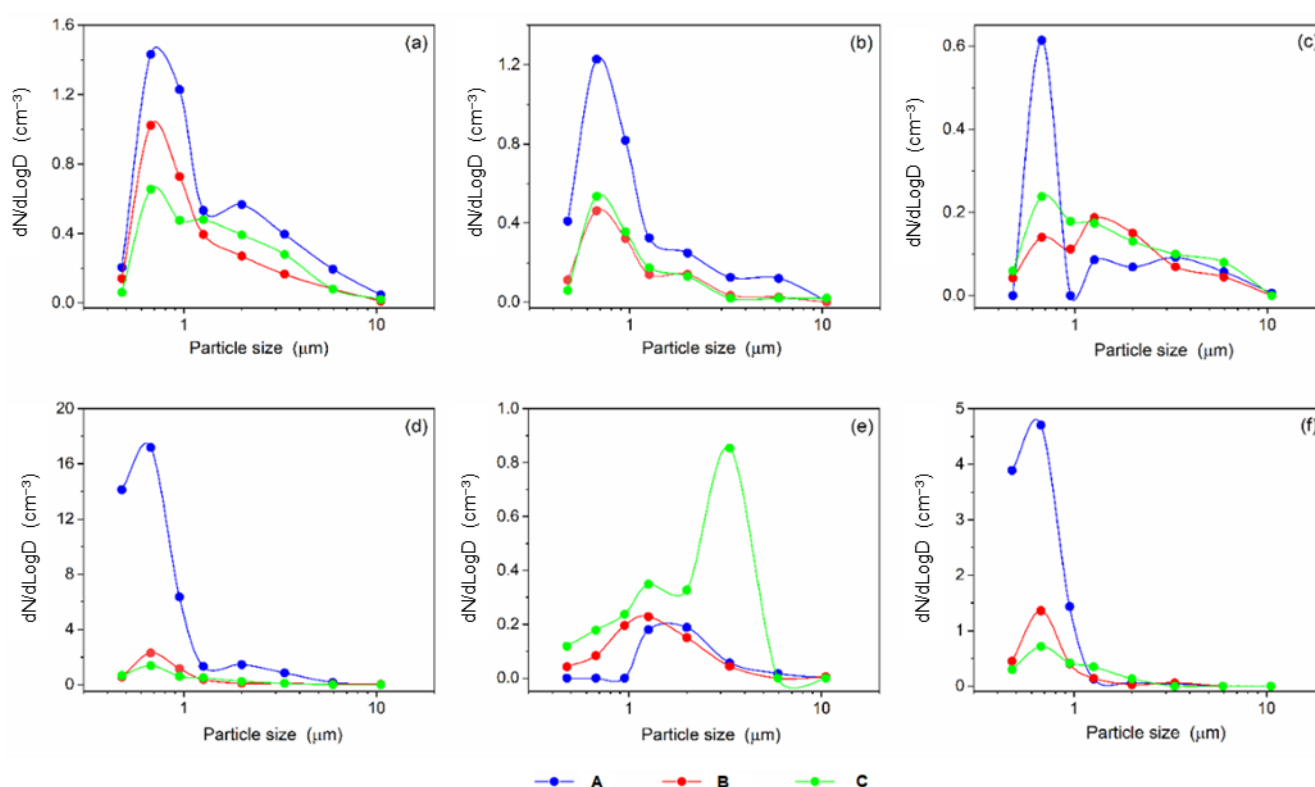 (a)
dN/dLogD (cm⁻³)
1.6
1.2
0.8
0.4
0.0
1
10
Particle size (μm)
(b)
dN/dLogD (cm⁻³)
1.2
0.8
0.4
0.0
1
10
Particle size (μm)
(c)
dN/dLogD (cm⁻³)
0.6
0.4
0.2
0.0
1
10
Particle size (μm)
(d)
dN/dLogD (cm⁻³)
20
16
12
8
4
0
1
10
Particle size (μm)
(e)
dN/dLogD (cm⁻³)
1.0
0.8
0.6
0.4
0.2
0.0
1
10
Particle size (μm)
(f)
dN/dLogD (cm⁻³)
5
4
3
2
1
0
1
10
Particle size (μm)
A B C